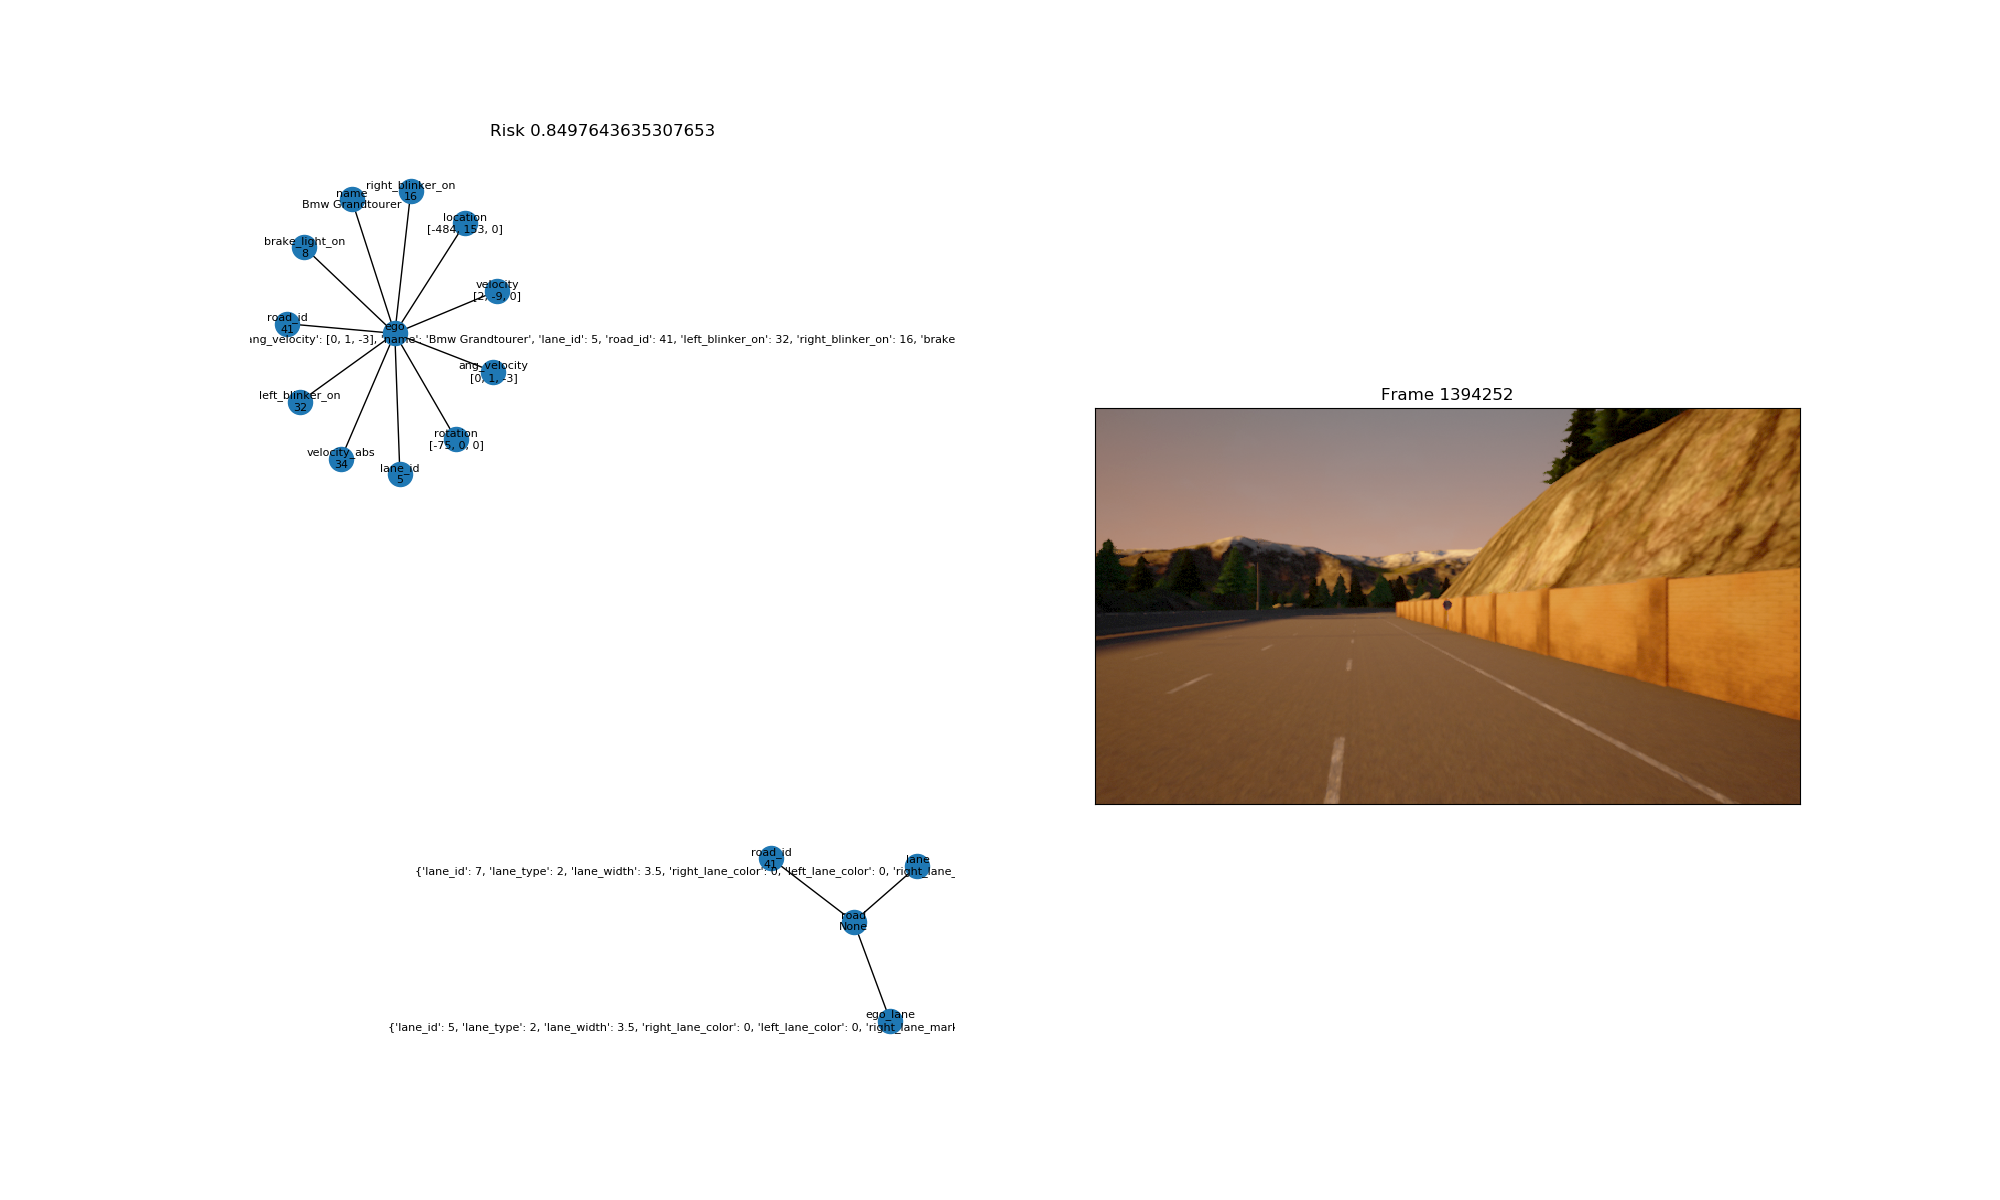 Risk 0.8497643635307653
right_blinker_on
16
name
Bmw Grandtourer
location
[-484, 153, 0]
brake_light_on
8
velocity
[2, -9, 0]
road_id
41
ego
ang_velocity': [0, 1, -3], 'name': 'Bmw Grandtourer', 'lane_id': 5, 'road_id': 41, 'left_blinker_on': 32, 'right_blinker_on': 16, 'brake
ang_velocity
[0, 1, -3]
left_blinker_on
32
rotation
[-75, 0, 0]
velocity_abs
34
lane_id
5
Frame 1394252
road_id
41
lane
{'lane_id': 7, 'lane_type': 2, 'lane_width': 3.5, 'right_lane_color': 0, 'left_lane_color': 0, 'right_lane_
road
None
ego_lane
{'lane_id': 5, 'lane_type': 2, 'lane_width': 3.5, 'right_lane_color': 0, 'left_lane_color': 0, 'right_lane_mark